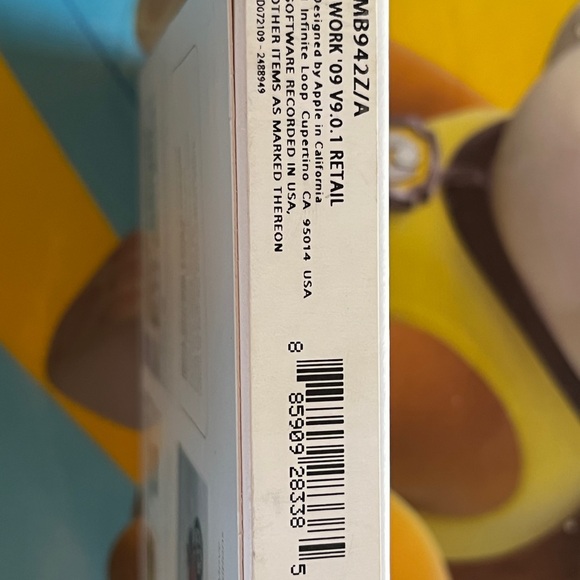 MB942Z/A
WORK '09 V9.0.1 RETAIL
Designed by Apple in California
Infinite Loop Cupertino CA 95014 USA
SOFTWARE RECORDED IN USA,
OTHER ITEMS AS MARKED THEREON
D072109 - 2488949
8 85909 28338 5